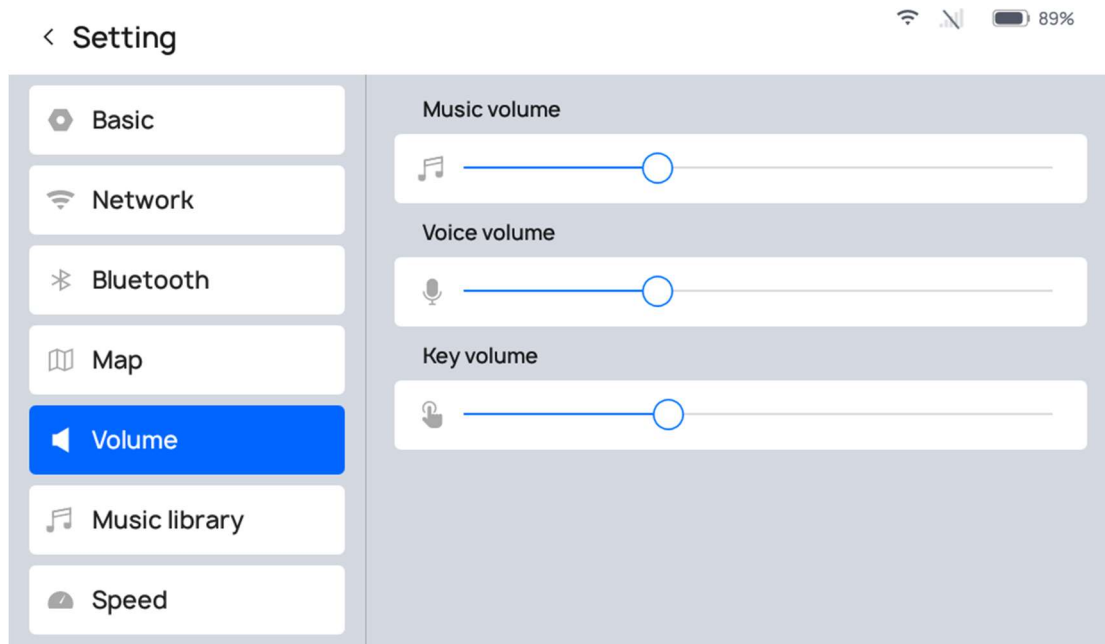 Setting
89%
Basic
Network
Bluetooth
Map
Volume
Music library
Speed
Music volume
Voice volume
Key volume